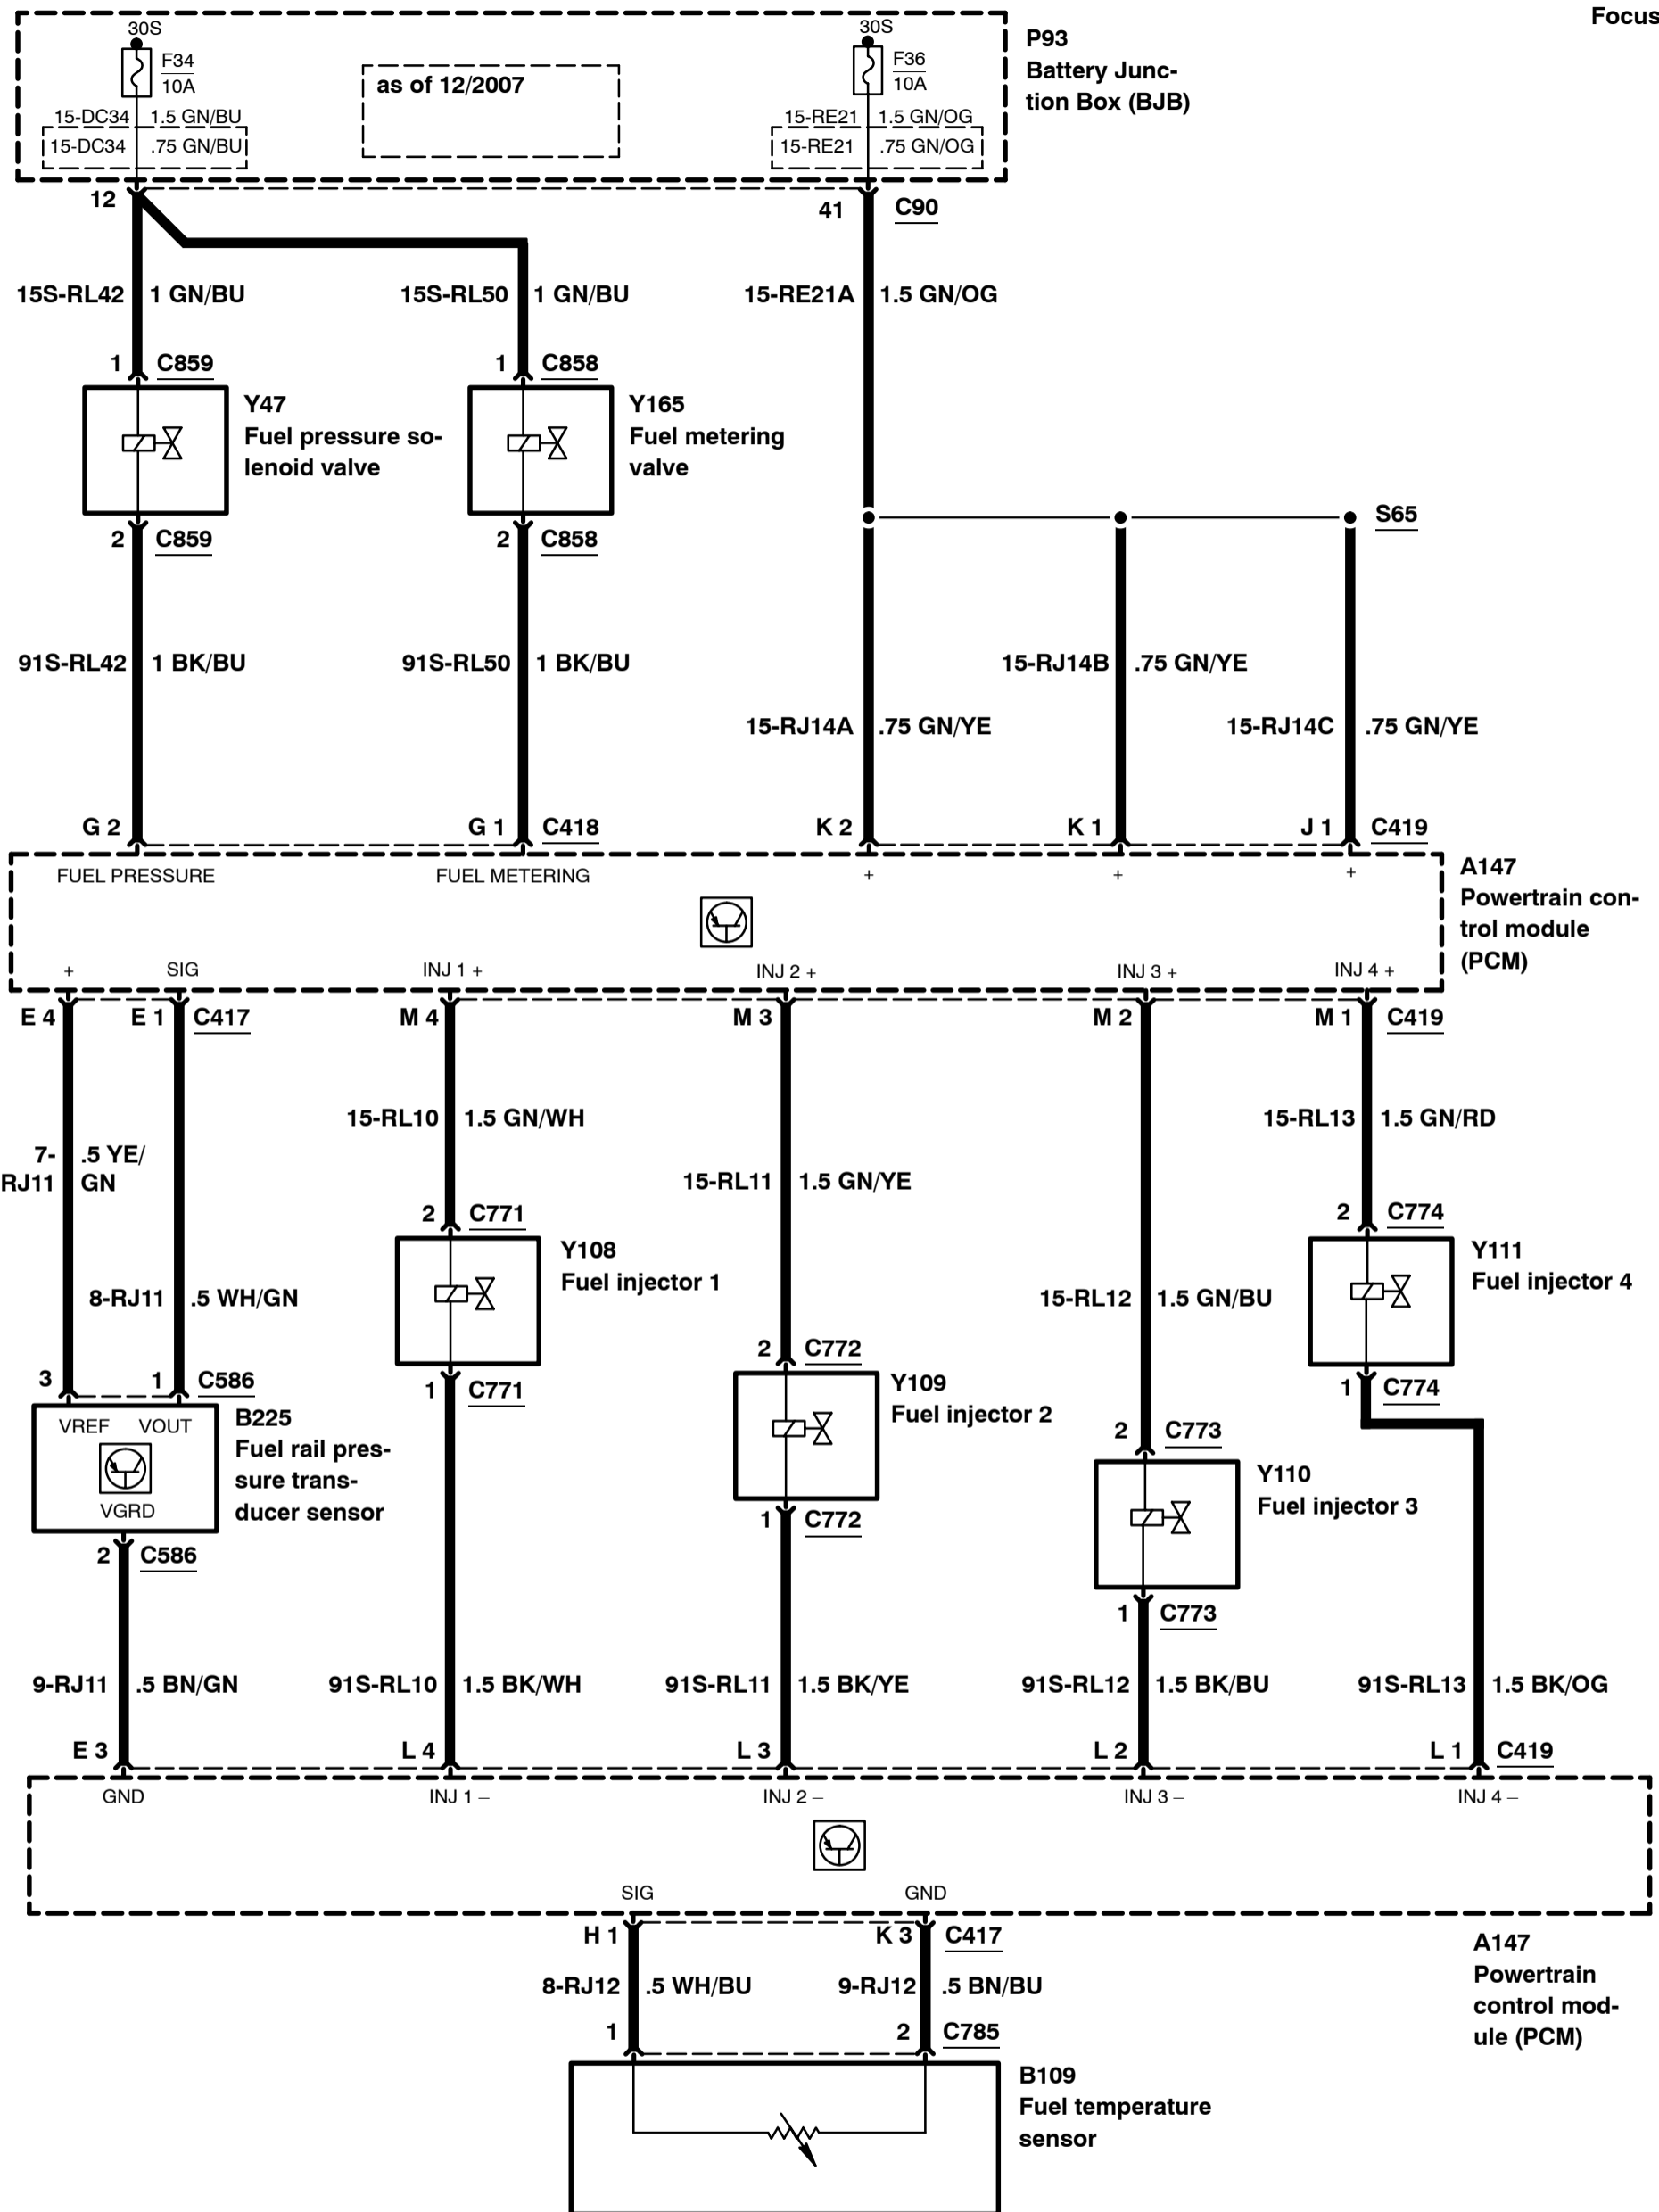 Focus
30S
F34
10A
15-DC34 1.5 GN/BU
15-DC34 .75 GN/BU
as of 12/2007
30S
F36
10A
15-RE21 1.5 GN/OG
15-RE21 .75 GN/OG
P93
Battery Junc-
tion Box (BJB)
12
41 C90
15S-RL42 1 GN/BU
15S-RL50 1 GN/BU
15-RE21A 1.5 GN/OG
1 C859
1 C858
Y47
Fuel pressure so-
lenoid valve
Y165
Fuel metering
valve
2 C859
2 C858
S65
91S-RL42 1 BK/BU
91S-RL50 1 BK/BU
15-RJ14B .75 GN/YE
15-RJ14A .75 GN/YE
15-RJ14C .75 GN/YE
G 2
G 1 C418
K 2
K 1
J 1 C419
FUEL PRESSURE
FUEL METERING
+
+
+
A147
Powertrain con-
trol module
(PCM)
+
SIG
INJ 1 +
INJ 2 +
INJ 3 +
INJ 4 +
E 4
E 1 C417
M 4
M 3
M 2
M 1 C419
15-RL10 1.5 GN/WH
15-RL13 1.5 GN/RD
7- .5 YE/
RJ11 GN
15-RL11 1.5 GN/YE
2 C771
2 C774
Y108
Fuel injector 1
Y111
Fuel injector 4
8-RJ11 .5 WH/GN
15-RL12 1.5 GN/BU
2 C772
3
1 C586
1 C771
1 C774
Y109
Fuel injector 2
VREF VOUT
VGRD
B225
Fuel rail pres-
sure trans-
ducer sensor
2 C773
Y110
Fuel injector 3
1 C772
2 C586
1 C773
9-RJ11 .5 BN/GN
91S-RL10 1.5 BK/WH
91S-RL11 1.5 BK/YE
91S-RL12 1.5 BK/BU
91S-RL13 1.5 BK/OG
E 3
L 4
L 3
L 2
L 1 C419
GND
INJ 1 –
INJ 2 –
INJ 3 –
INJ 4 –
SIG
GND
H 1
K 3 C417
A147
Powertrain
control mod-
ule (PCM)
8-RJ12 .5 WH/BU
9-RJ12 .5 BN/BU
1
2 C785
B109
Fuel temperature
sensor